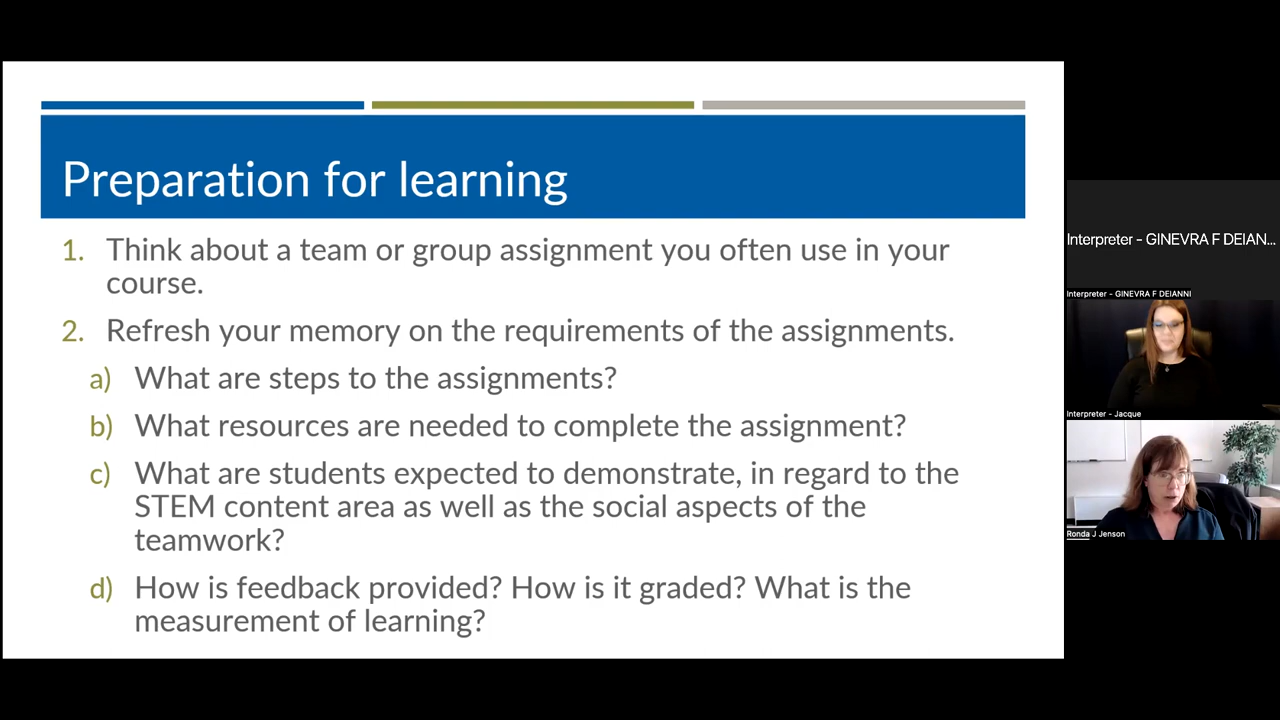 Preparation for learning
1. Think about a team or group assignment you often use in your
course.
2. Refresh your memory on the requirements of the assignments.
a) What are steps to the assignments?
b) What resources are needed to complete the assignment?
c) What are students expected to demonstrate, in regard to the
STEM content area as well as the social aspects of the
teamwork?
d) How is feedback provided? How is it graded? What is the
measurement of learning?
Interpreter - GINEVRA F DEIAN...
Interpreter - GINEVRA F DEIANNI
Interpreter - Jacque
Ronda J Jenson